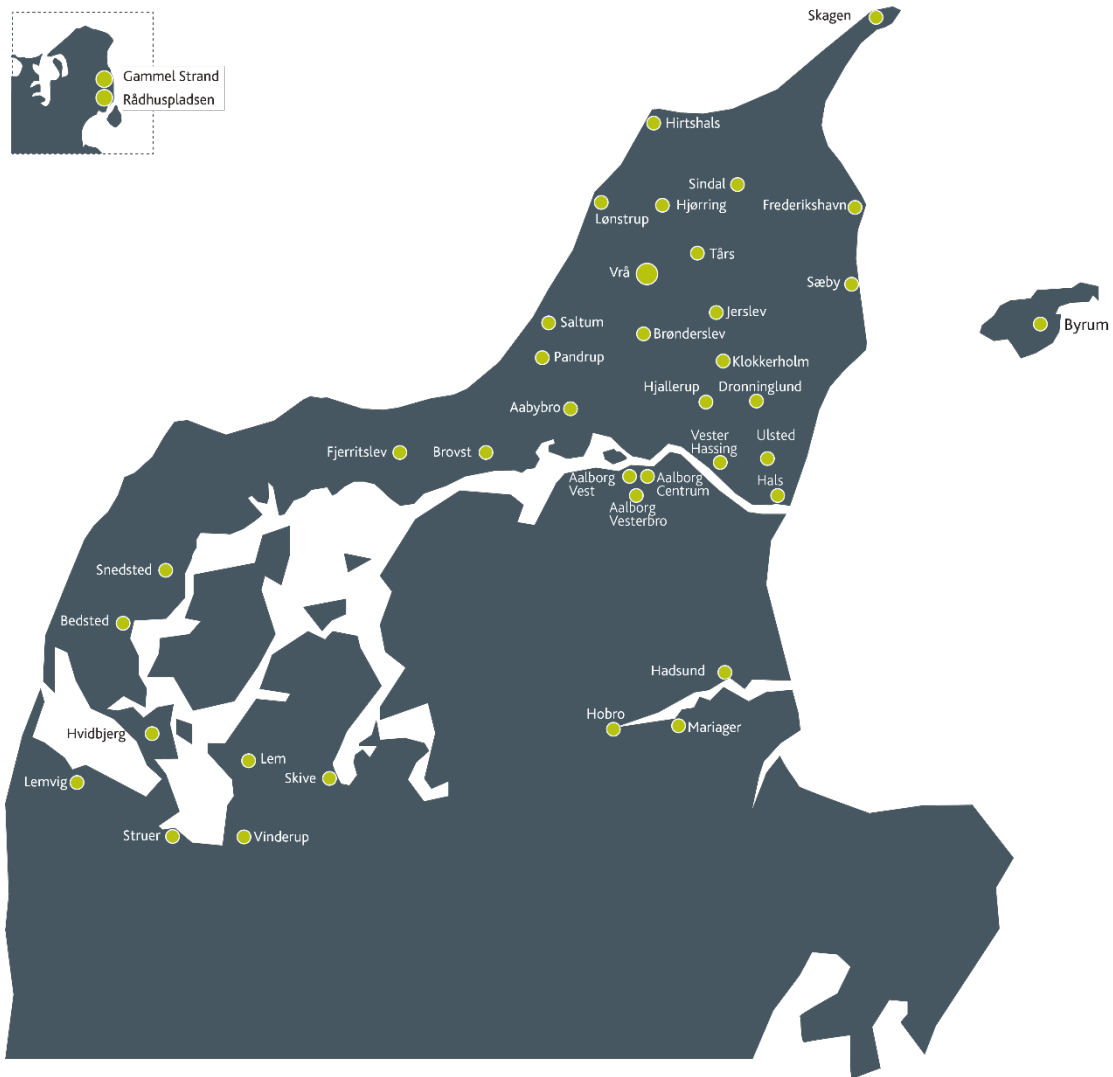 Skagen
Gammel Strand
Rådhuspladsen
Hirtshals
Sindal
Hjørring
Frederikshavn
Lønstrup
Tårs
Vrå
Sæby
Jerslev
Saltum
Byrum
Brønderslev
Pandrup
Klokkerholm
Hjallerup
Dronninglund
Aabybro
Vester
Hassing
Ulsted
Fjerritslev
Brovst
Aalborg
Vest
Aalborg
Centrum
Hals
Aalborg
Vesterbro
Snedsted
Bedsted
Hadsund
Hobro
Mariager
Hvidbjerg
Lem
Skive
Lemvig
Struer
Vinderup